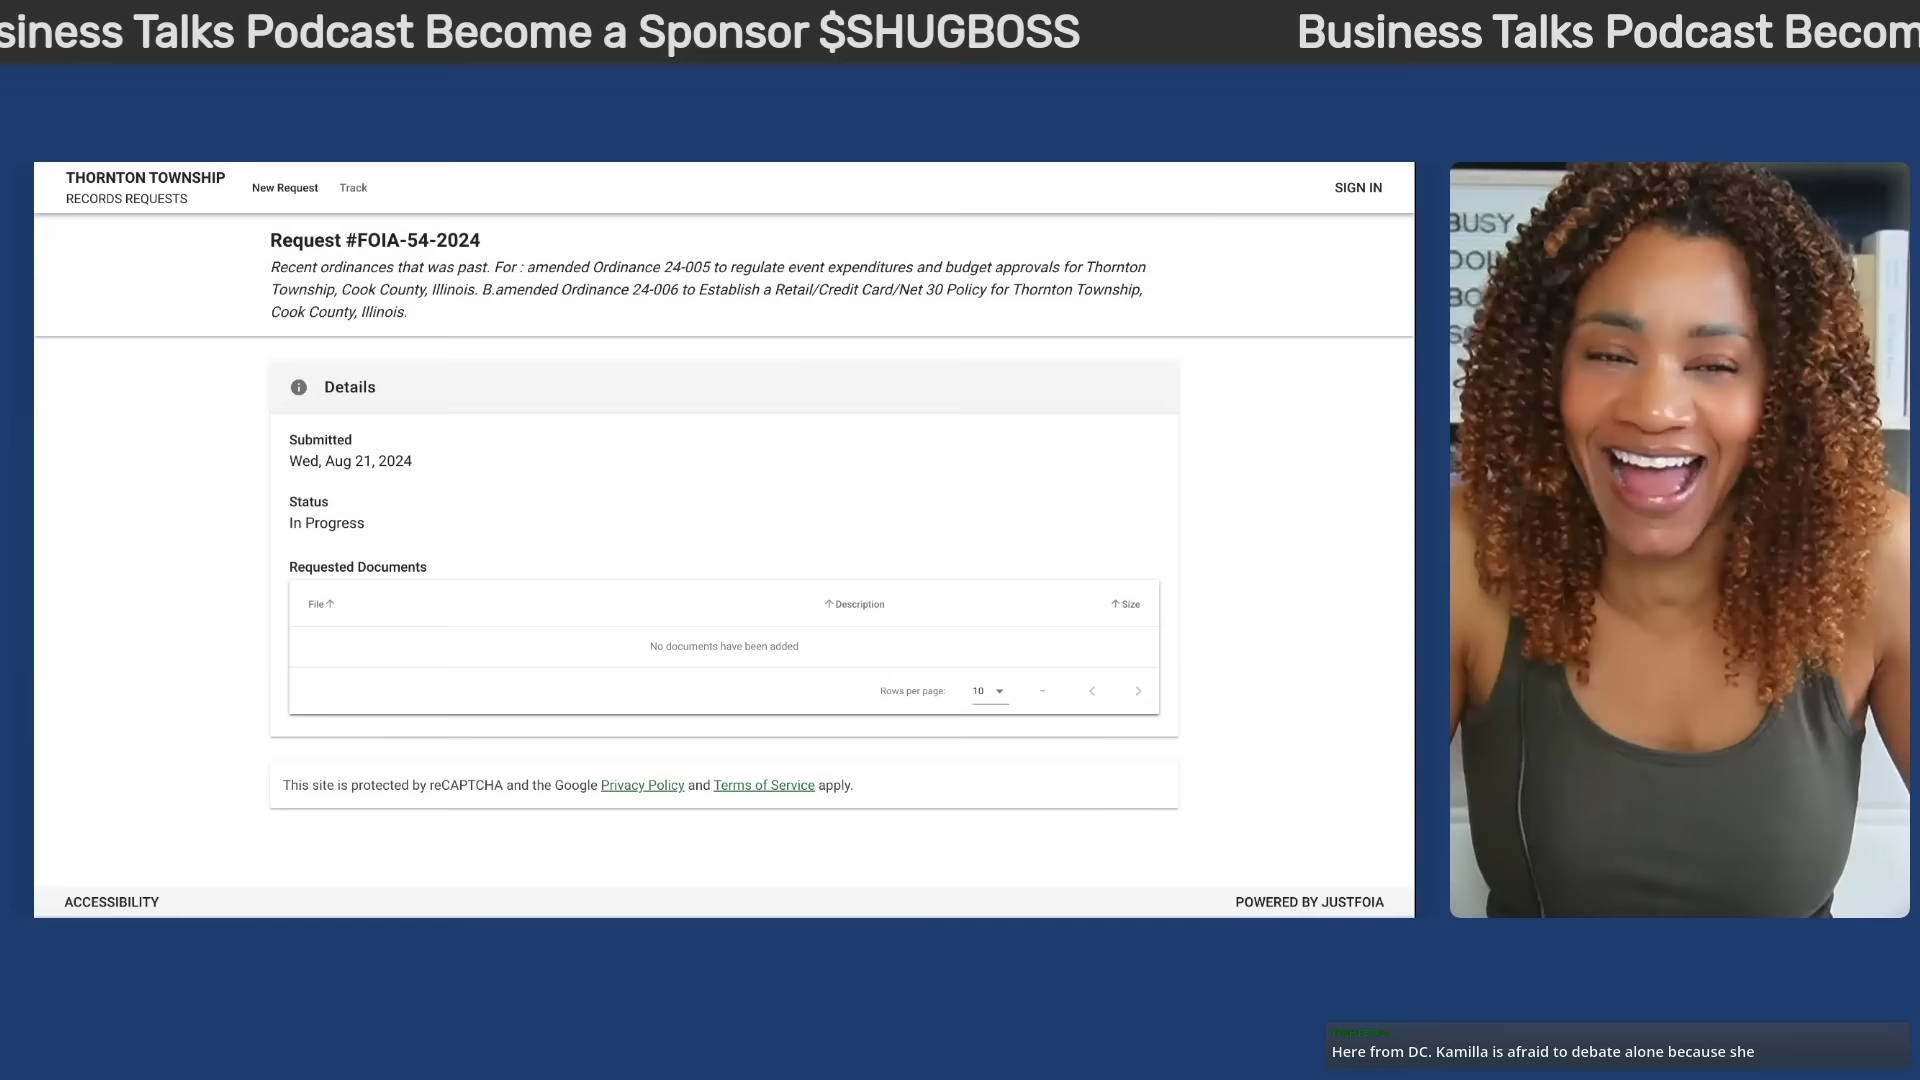 siness Talks Podcast Become a Sponsor $SHUGBOSS
Business Talks Podcast Becom
THORNTON TOWNSHIP
RECORDS REQUESTS
New Request
Track
SIGN IN
Request #FOIA-54-2024
Recent ordinances that was past. For : amended Ordinance 24-005 to regulate event expenditures and budget approvals for Thornton
Township, Cook County, Illinois. B.amended Ordinance 24-006 to Establish a Retail/Credit Card/Net 30 Policy for Thornton Township,
Cook County, Illinois.
Details
Submitted
Wed, Aug 21, 2024
Status
In Progress
Requested Documents
File
Description
Size
No documents have been added
Rows per page:
10
–
This site is protected by reCAPTCHA and the Google Privacy Policy and Terms of Service apply.
ACCESSIBILITY
POWERED BY JUSTFOIA
BUSY
Here from DC. Kamilla is afraid to debate alone because she